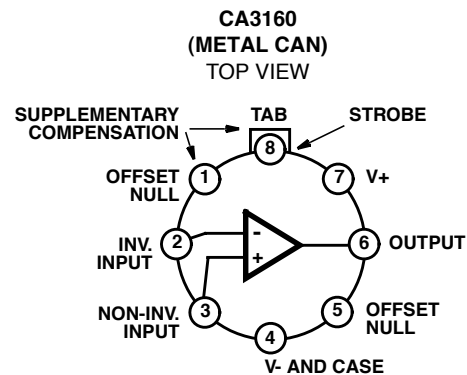 CA3160
(METAL CAN)
TOP VIEW
SUPPLEMENTARY
COMPENSATION
TAB
STROBE
8
OFFSET
NULL
1
7
V+
INV.
INPUT
2
-
+
6
OUTPUT
NON-INV.
INPUT
3
5
OFFSET
NULL
4
V- AND CASE